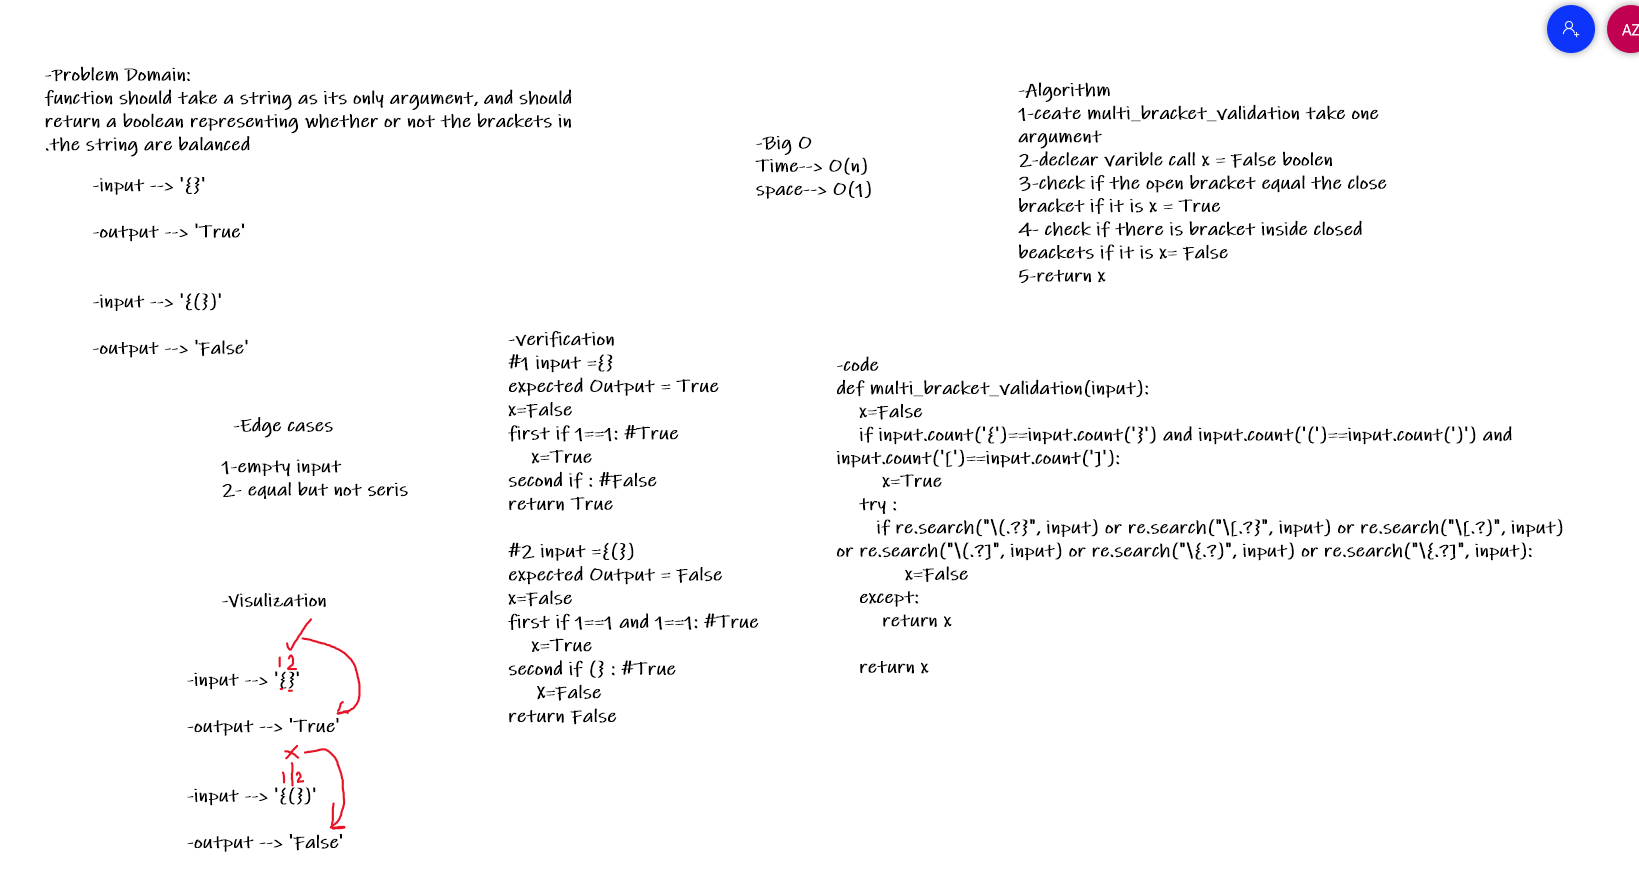 AZ
-Problem Domain:
function should take a string as its only argument, and should
return a boolean representing whether or not the brackets in
.the string are balanced
-input --> '{}'
-output --> 'True'
-input --> '{(})'
-output --> 'False'
-Edge cases
1-empty input
2- equal but not seris
-Visulization
1 2
-input --> '{}'
-output --> 'True'
x
1 | 2
-input --> '{(})'
-output --> 'False'
-verification
#1 input ={}
expected Output = True
x=False
first if 1==1: #True
x=True
second if : #False
return True
#2 input ={(})
expected Output = False
x=False
first if 1==1 and 1==1: #True
x=True
second if (} : #True
X=False
return False
-Big O
Time--> O(n)
space--> O(1)
-Algorithm
1-ceate multi_bracket_validation take one
argument
2-declear varible call x = False boolen
3-check if the open bracket equal the close
bracket if it is x = True
4- check if there is bracket inside closed
beackets if it is x= False
5-return x
-code
def multi_bracket_validation(input):
x=False
if input.count('{')==input.count('}') and input.count('(')==input.count(')') and
input.count('[')==input.count(']'):
x=True
try :
if re.search("\(.?}", input) or re.search("\[.?}", input) or re.search("\[.?)", input)
or re.search("\(.?]", input) or re.search("\{.?)", input) or re.search("\{.?]", input):
x=False
except:
return x
return x